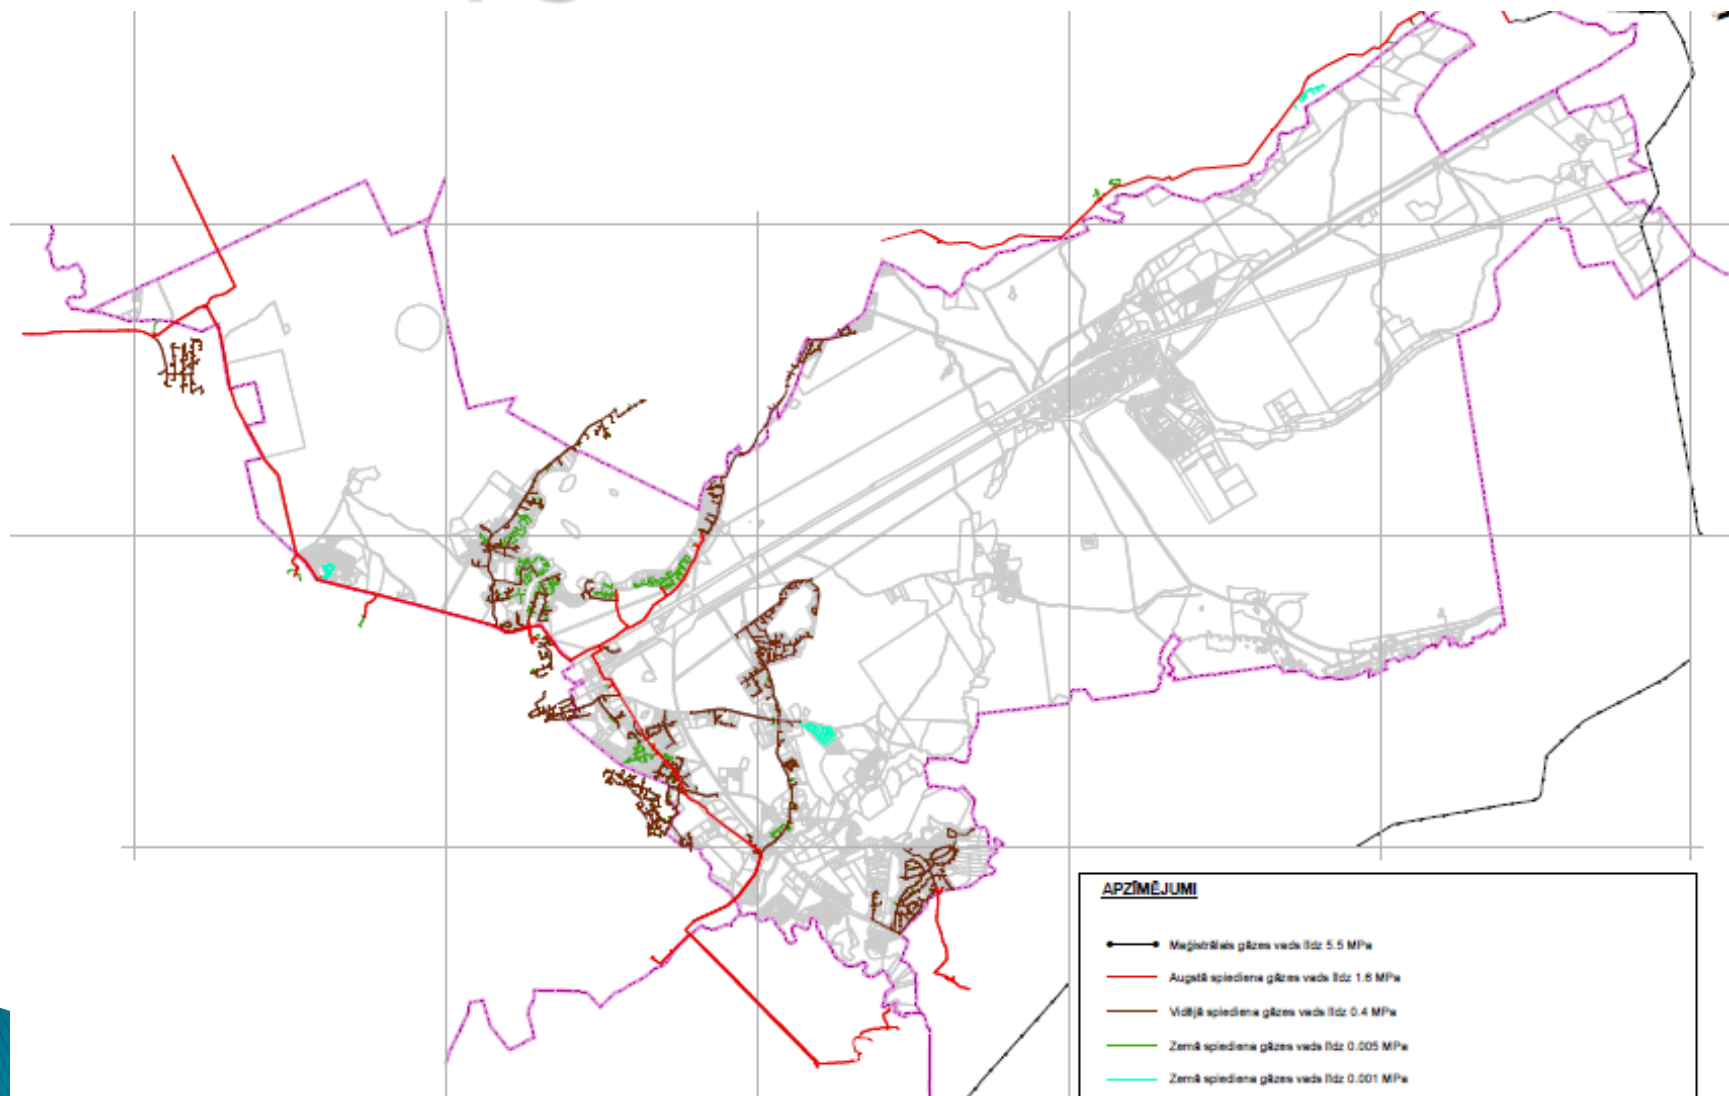 APZĪMĒJUMI
Maģistrālais gāzes vads līdz 5.5 MPa
Augstā spiediena gāzes vads līdz 1.6 MPa
Vidējā spiediena gāzes vads līdz 0.4 MPa
Zemā spiediena gāzes vads līdz 0.005 MPa
Zemā spiediena gāzes vads līdz 0.001 MPa